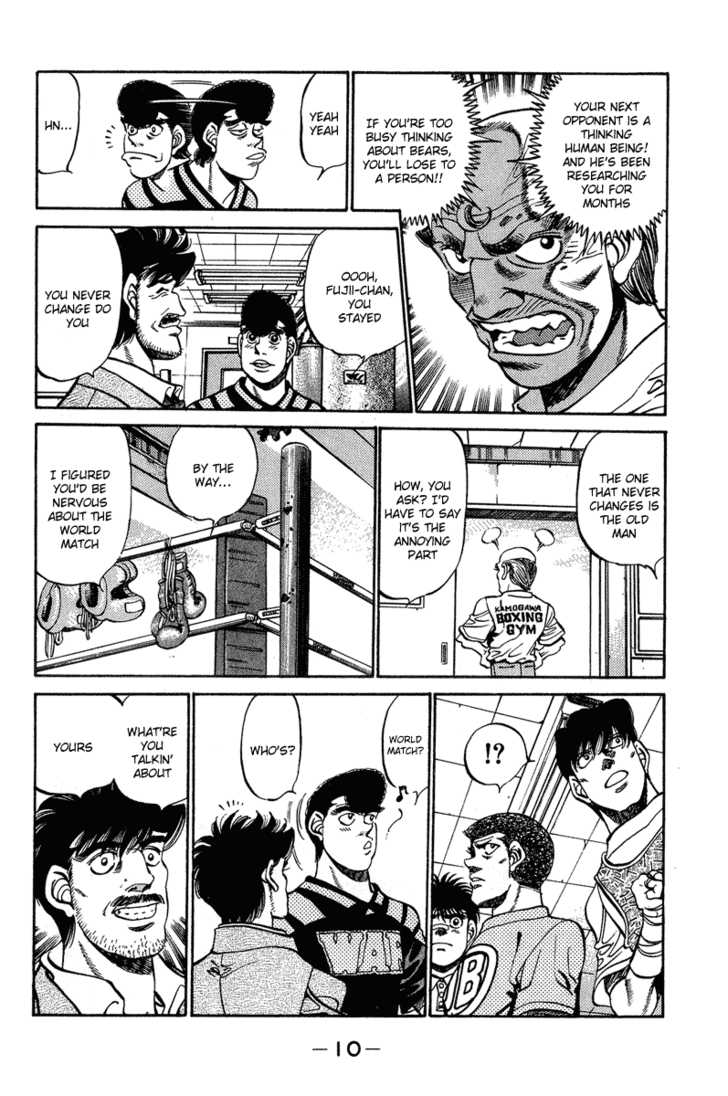 YOUR NEXT
OPPONENT IS A
THINKING
HUMAN BEING!
AND HE'S BEEN
RESEARCHING
YOU FOR
MONTHS
IF YOU'RE TOO
BUSY THINKING
ABOUT BEARS,
YOU'LL LOSE TO
A PERSON!!
YEAH
YEAH
HN...
OOOH,
FUJII-CHAN,
YOU
STAYED
YOU NEVER
CHANGE DO
YOU
THE ONE
THAT NEVER
CHANGES IS
THE OLD
MAN
HOW, YOU
ASK? I'D
HAVE TO SAY
IT'S THE
ANNOYING
PART
KAMOGAWA
BOXING
GYM
BY THE
WAY...
I FIGURED
YOU'D BE
NERVOUS
ABOUT THE
WORLD
MATCH
!?
B
WORLD
MATCH?
WHO'S?
WHAT'RE
YOU
TALKIN'
ABOUT
YOURS
—10—